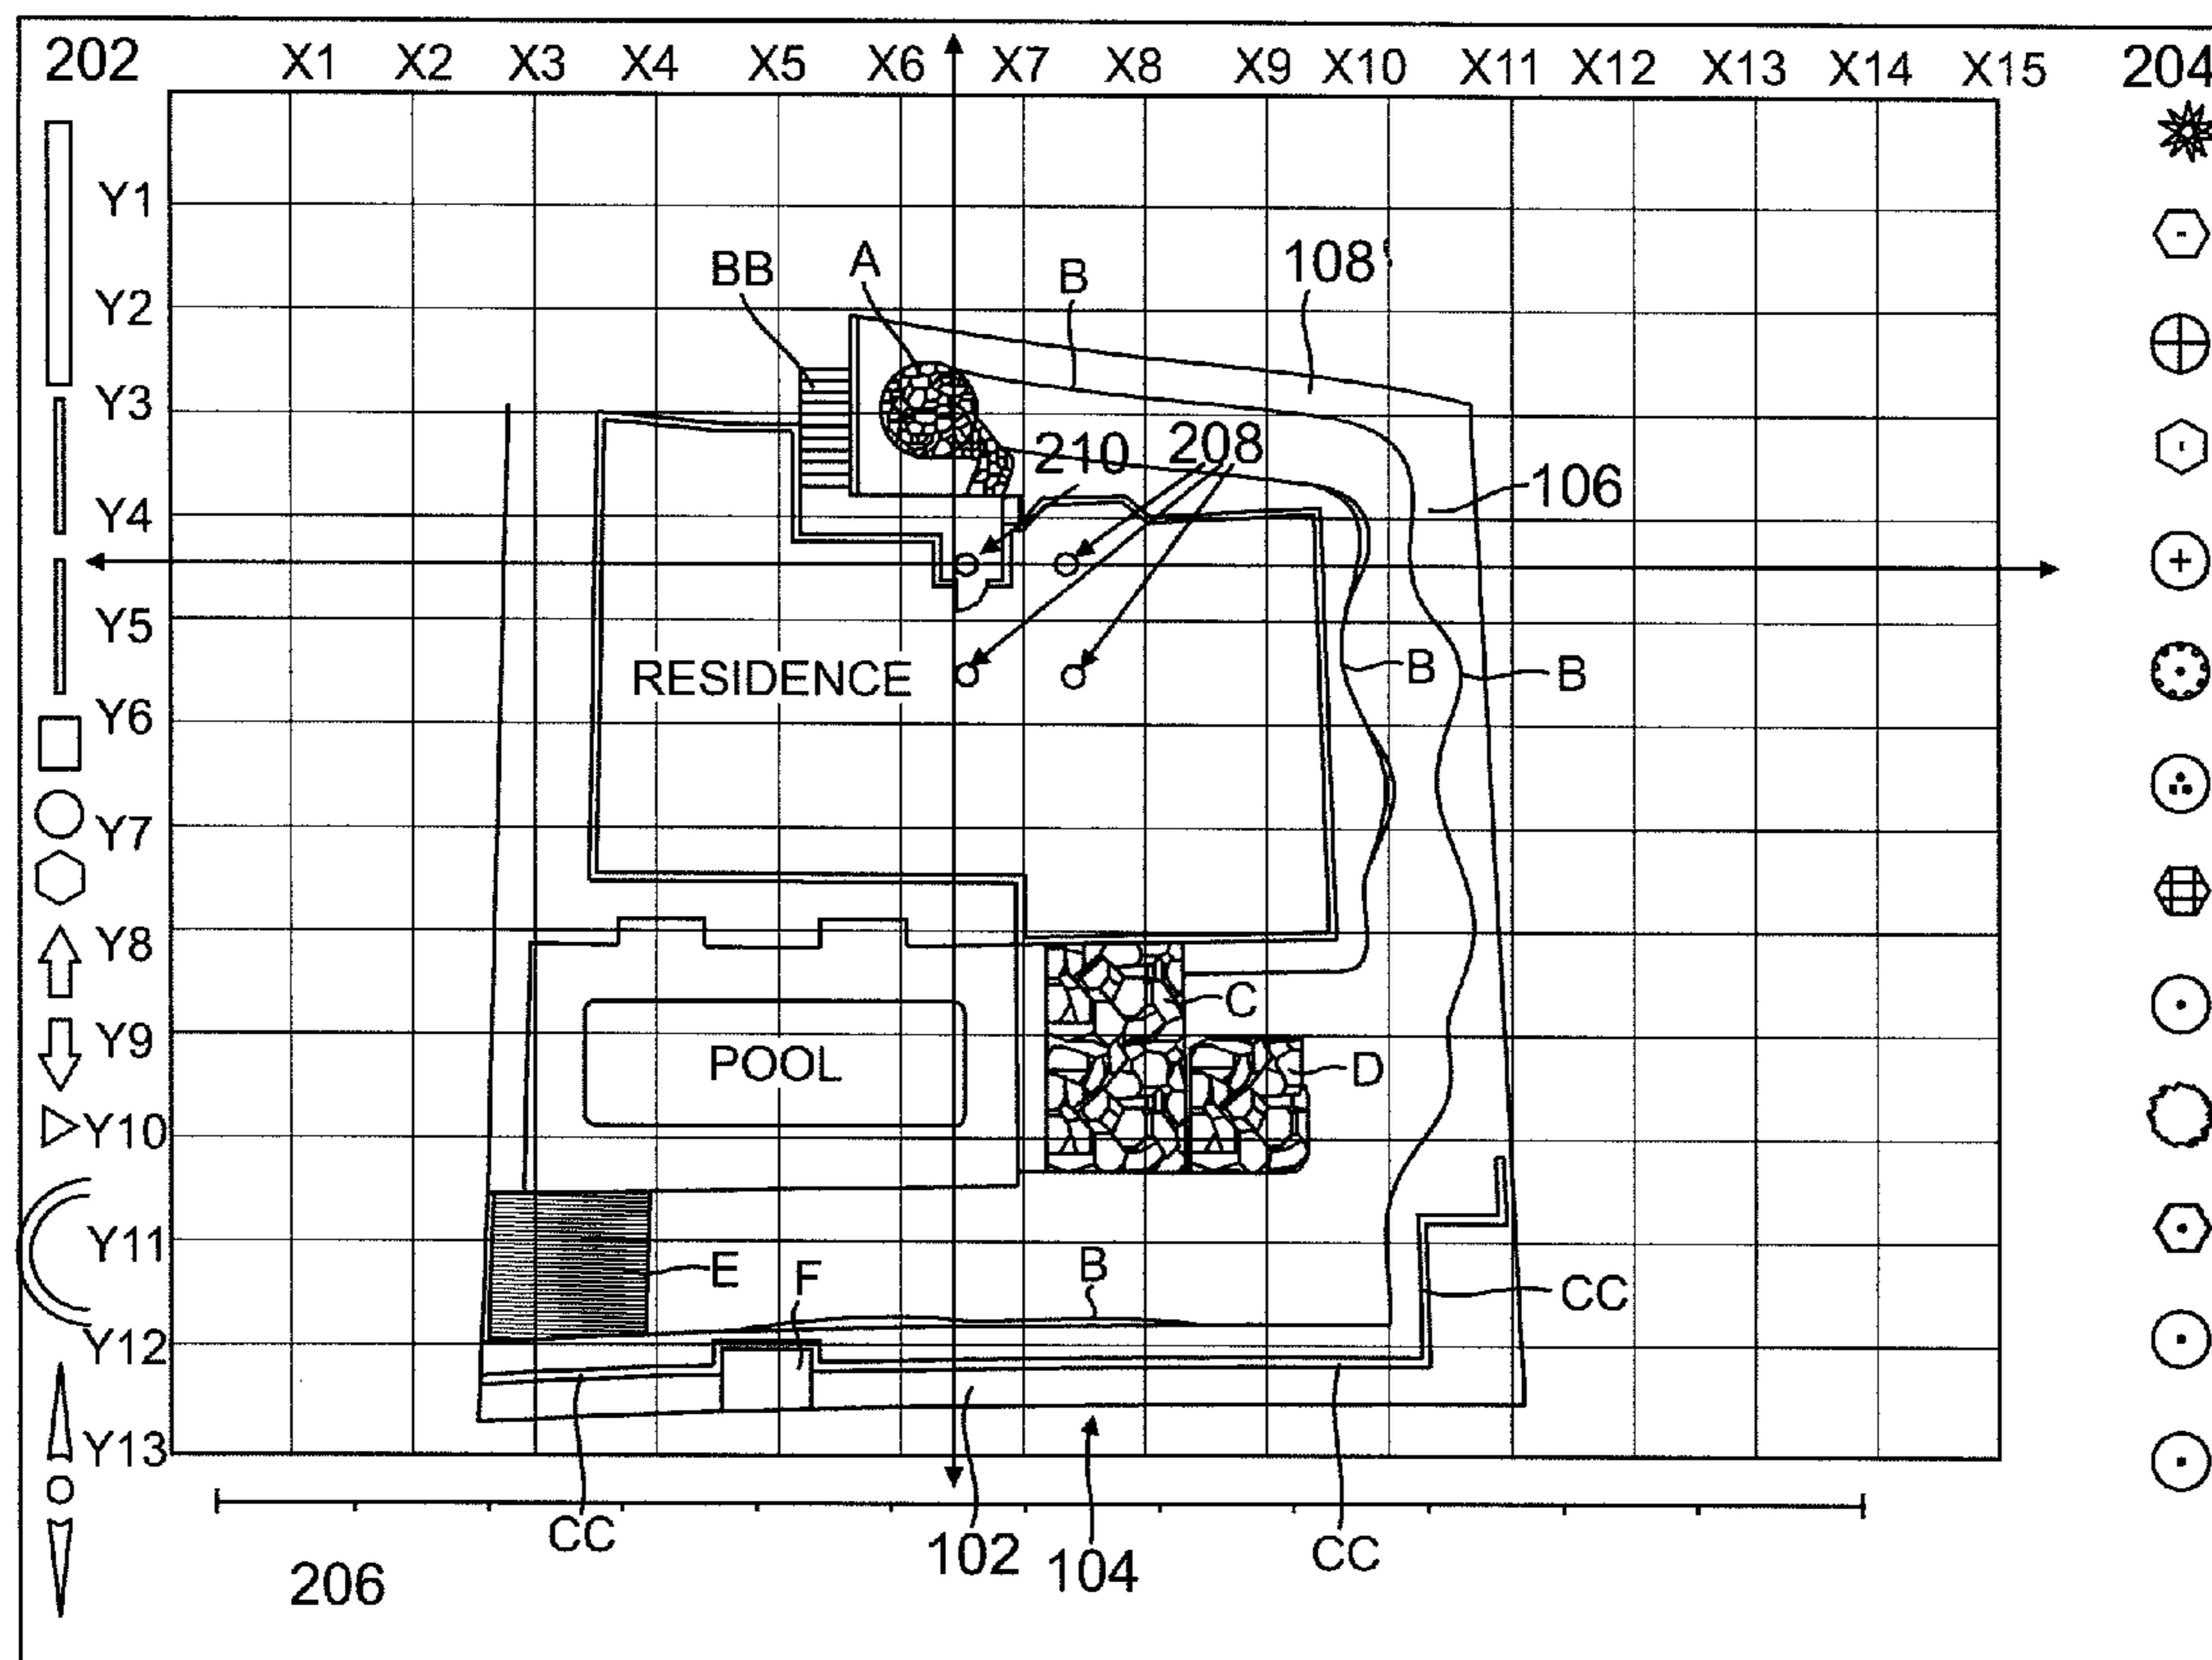 202 X1 X2 X3 X4 X5 X6 X7 X8 X9 X10 X11 X12 X13 X14 X15 204
Y1
BB A B 108'
Y2
Y3
210 208
106
Y4
Y5
RESIDENCE B B
Y6
Y7
Y8
C
Y9
POOL D
Y10
Y11
E F B CC
Y12
Y13
CC 102 104 CC
206